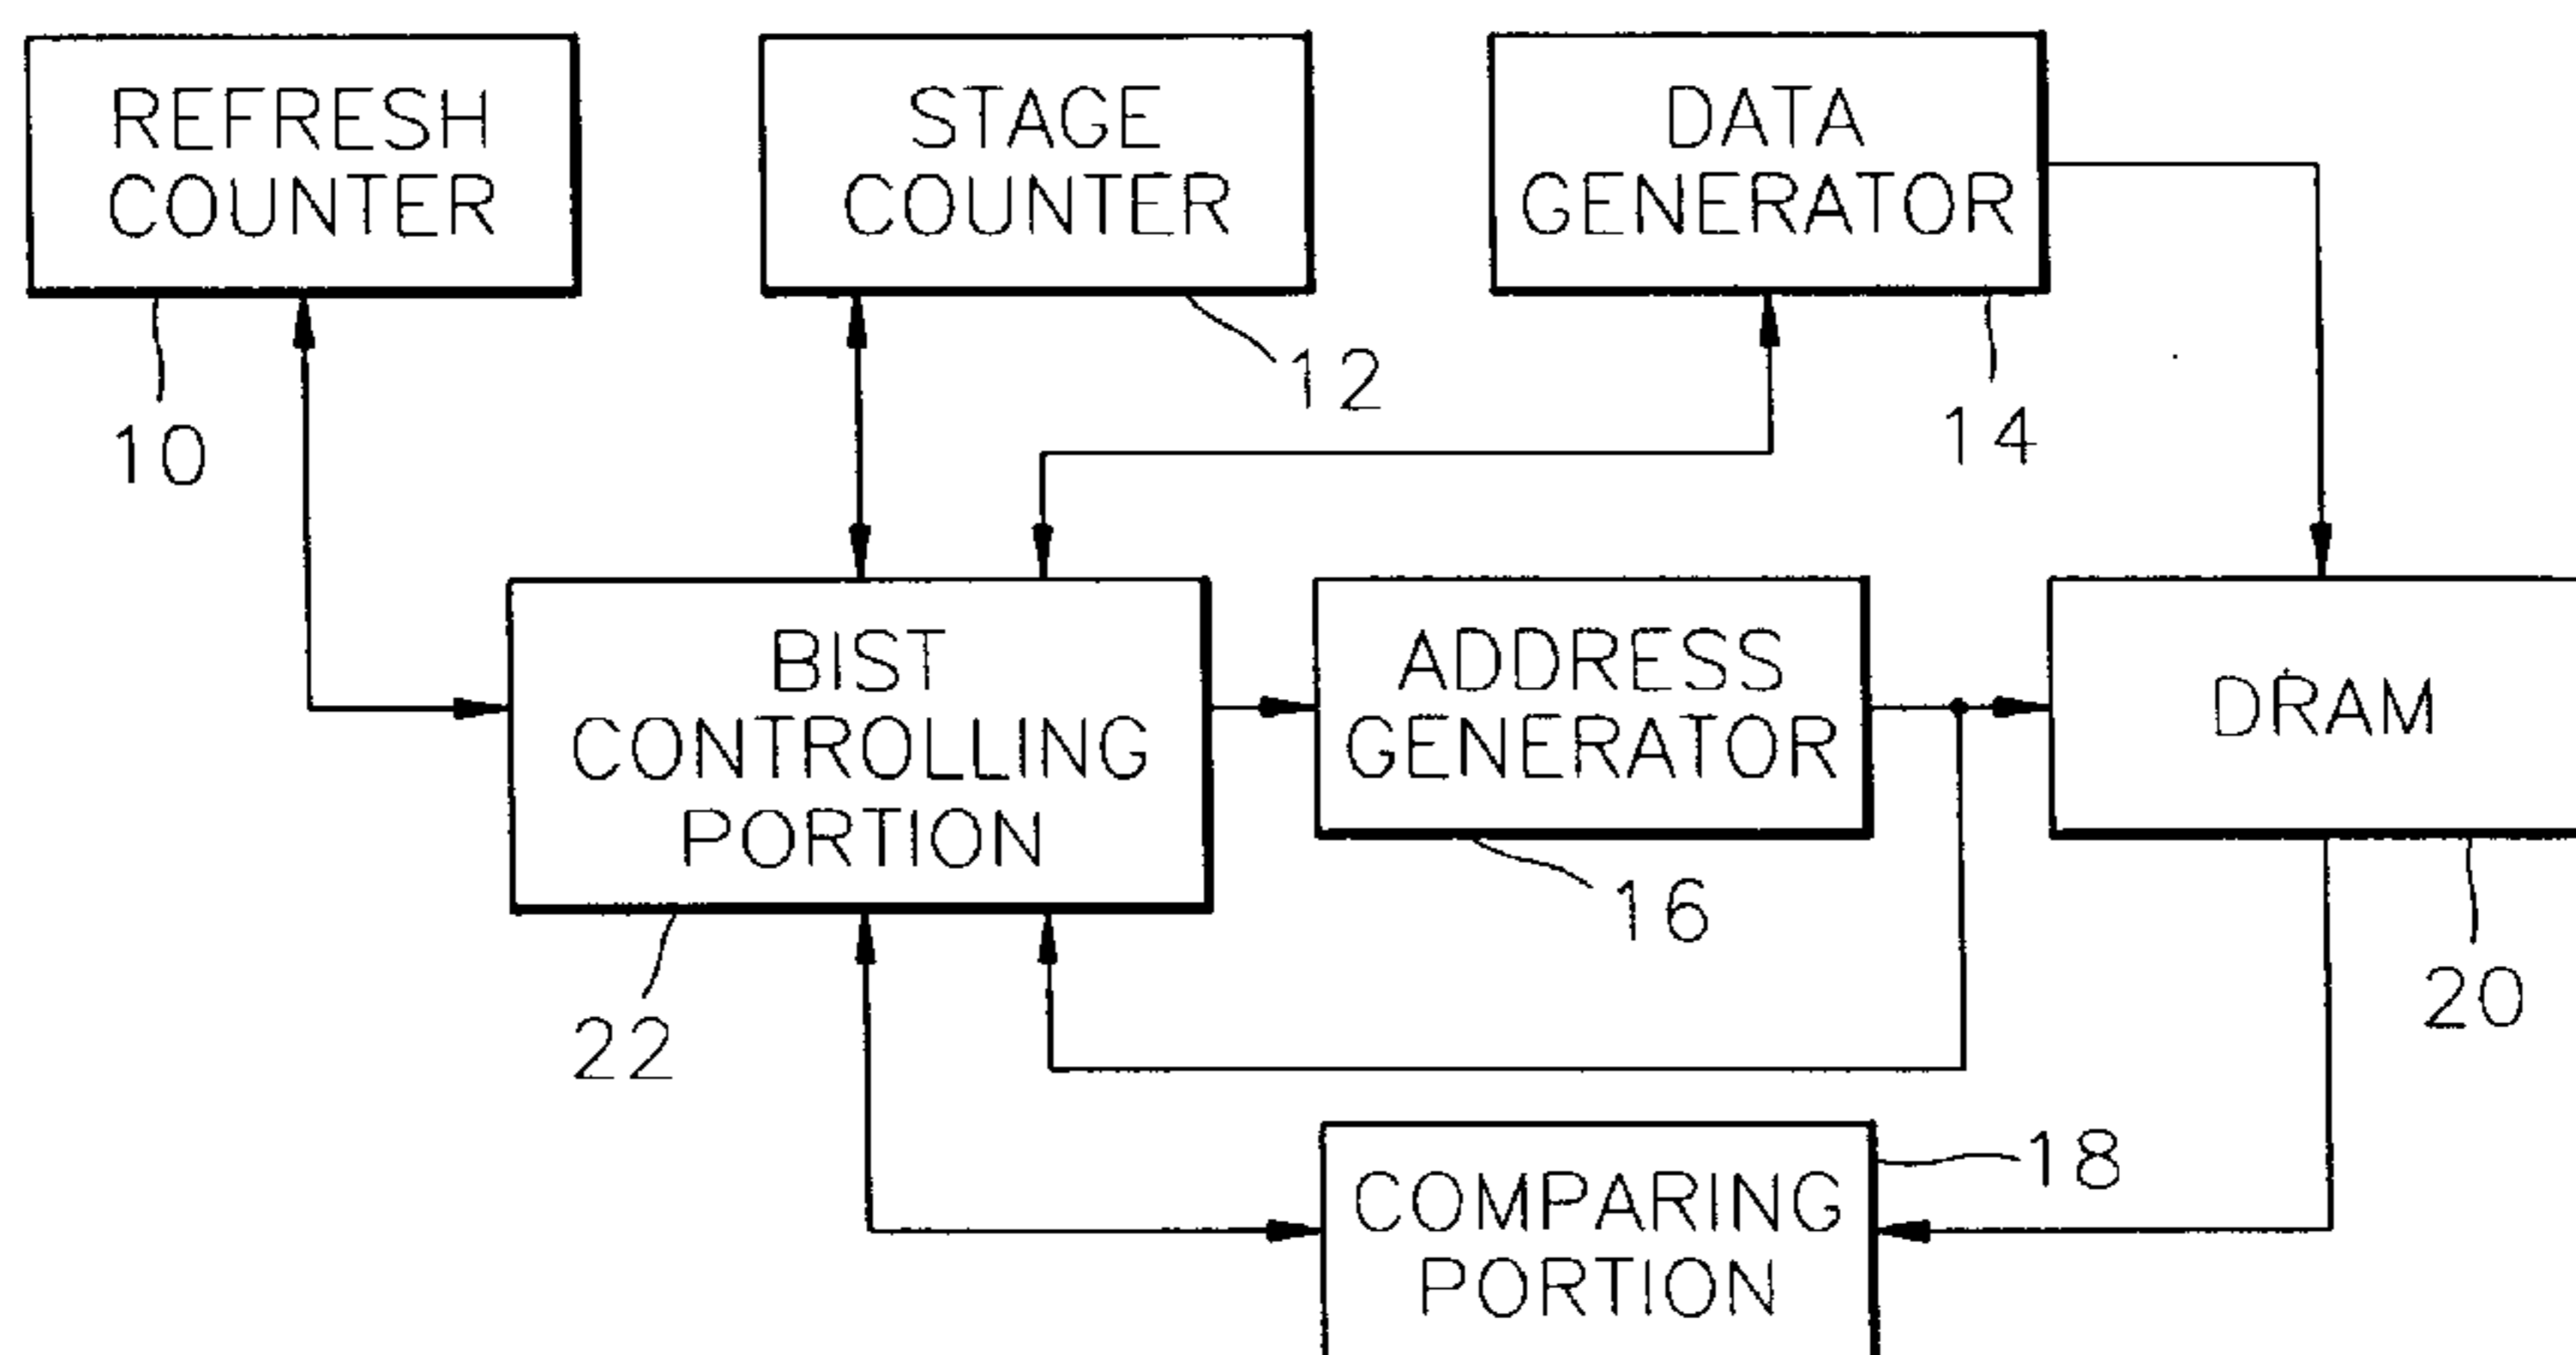 REFRESH
COUNTER
STAGE
COUNTER
DATA
GENERATOR
10
12
14
BIST
CONTROLLING
PORTION
ADDRESS
GENERATOR
DRAM
22
16
20
COMPARING
PORTION
18